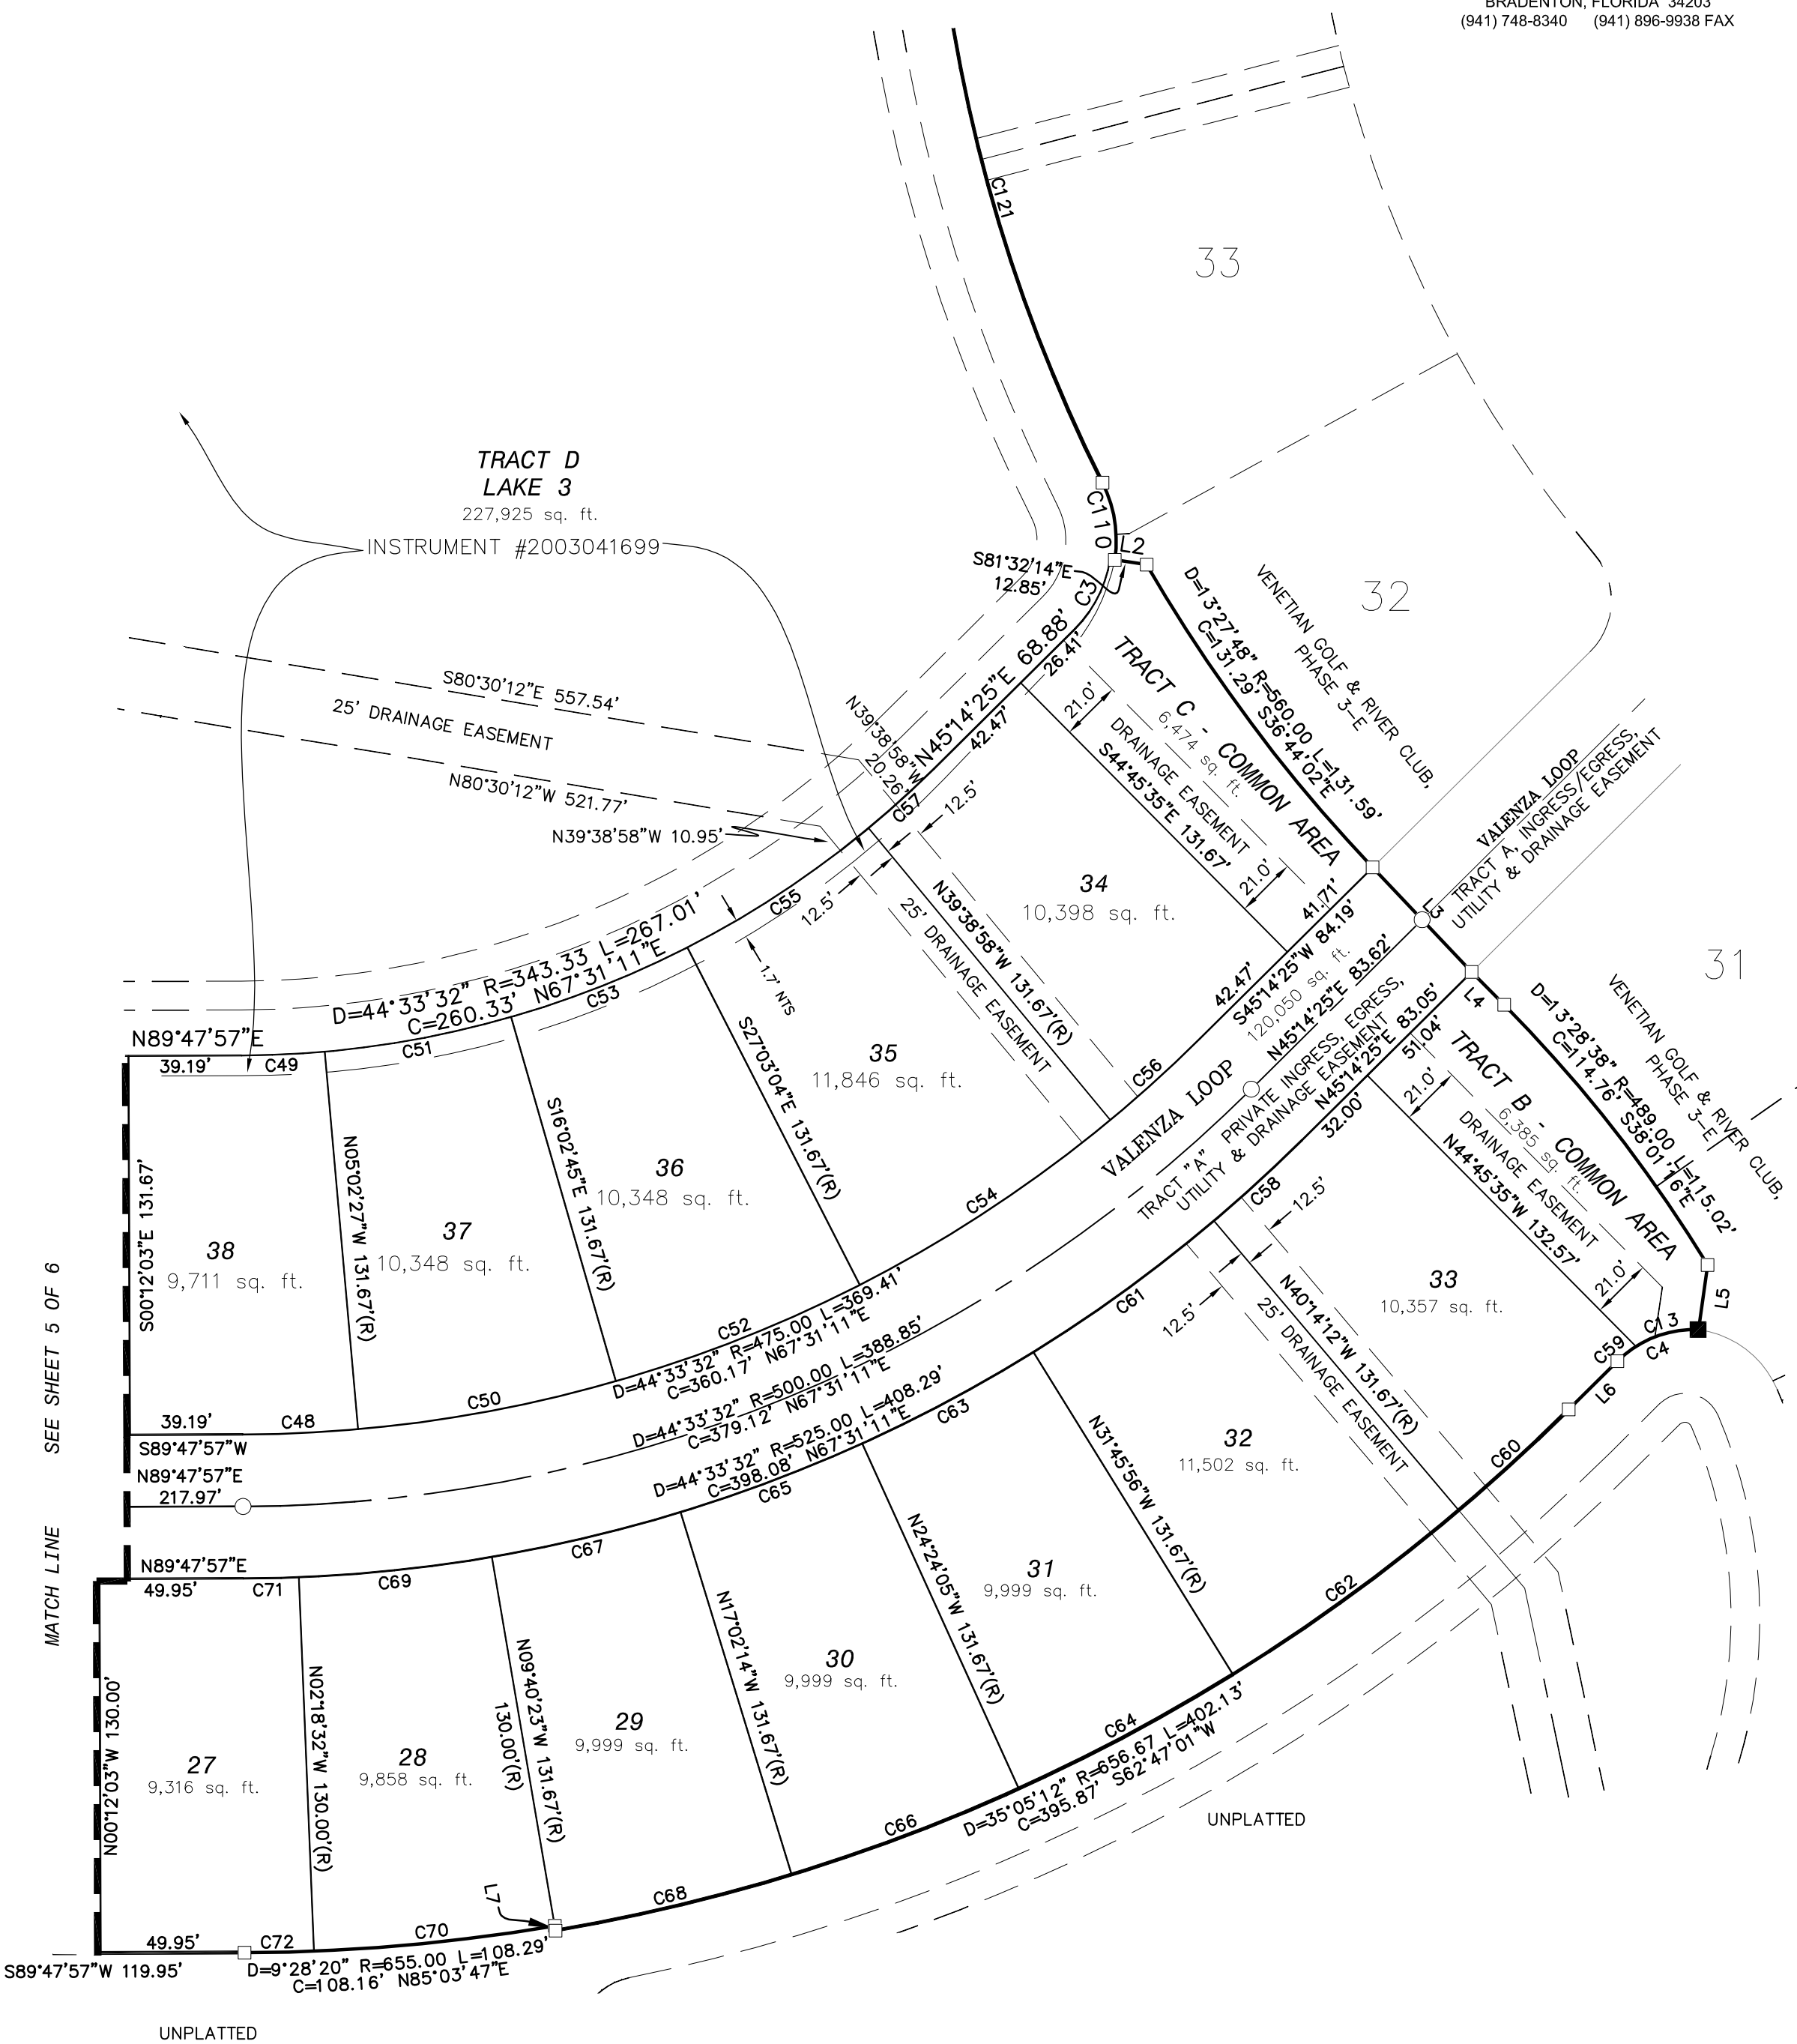 BRADENTON, FLORIDA 34203
(941) 748-8340 (941) 896-9938 FAX
C121
33
TRACT D
LAKE 3
227,925 sq. ft.
INSTRUMENT #2003041699
C110
L2
S81°32'14"E
12.85'
C3
32
VENETIAN GOLF & RIVER CLUB,
PHASE 3-E
D=13°27'48" R=560.00 L=131.59'
C=131.29' S36°44'02"E
TRACT C - COMMON AREA
6,474 sq. ft.
DRAINAGE EASEMENT
S44°45'35"E 131.67'
21.0'
21.0'
N45°14'25"E 68.88'
26.41'
42.47'
S80°30'12"E 557.54'
25' DRAINAGE EASEMENT
N80°30'12"W 521.77'
N39°38'58"W
20.26'
N39°38'58"W 10.95'
C57
12.5'
12.5'
C55
1.7' NTS
34
10,398 sq. ft.
N39°38'58"W 131.67'(R)
25' DRAINAGE EASEMENT
VALENZA LOOP
TRACT A, INGRESS/EGRESS,
UTILITY & DRAINAGE EASEMENT
L3
31
41.71'
S45°14'25"W 84.19'
42.47'
120,050 sq. ft.
N45°14'25"E 83.62'
N45°14'25"E 83.05'
51.04'
32.00'
L4
D=13°28'38" R=489.00 L=115.02'
C=114.76' S38°01'16"E
VENETIAN GOLF & RIVER CLUB,
PHASE 3-E
TRACT B - COMMON AREA
6,385 sq. ft.
DRAINAGE EASEMENT
N44°45'35"W 132.57'
21.0'
21.0'
L5
C13
C4
C59
L6
D=44°33'32" R=343.33 L=267.01'
C=260.33' N67°31'11"E
N89°47'57"E
39.19'
C49
C51
C53
S27°03'04"E 131.67'(R)
35
11,846 sq. ft.
C56
VALENZA LOOP
TRACT "A" PRIVATE INGRESS, EGRESS,
UTILITY & DRAINAGE EASEMENT
C58
12.5'
12.5'
S16°02'45"E 131.67'(R)
36
10,348 sq. ft.
N05°02'27"W 131.67'(R)
37
10,348 sq. ft.
38
9,711 sq. ft.
S00°12'03"E 131.67'
MATCH LINE SEE SHEET 5 OF 6
C54
C52
D=44°33'32" R=475.00 L=369.41'
C=360.17' N67°31'11"E
C50
C48
39.19'
S89°47'57"W
D=44°33'32" R=500.00 L=388.85'
C=379.12' N67°31'11"E
D=44°33'32" R=525.00 L=408.29'
C=398.08' N67°31'11"E
C61
C63
C65
33
10,357 sq. ft.
N40°14'12"W 131.67'(R)
25' DRAINAGE EASEMENT
C60
N89°47'57"E
217.97'
N89°47'57"E
49.95'
C71
C69
C67
32
11,502 sq. ft.
N31°45'56"W 131.67'(R)
C62
31
9,999 sq. ft.
N24°24'05"W 131.67'(R)
30
9,999 sq. ft.
N17°02'14"W 131.67'(R)
29
9,999 sq. ft.
N09°40'23"W 131.67'(R)
130.00'(R)
28
9,858 sq. ft.
N02°18'32"W 130.00'(R)
27
9,316 sq. ft.
N00°12'03"W 130.00'
C64
D=35°05'12" R=656.67 L=402.13'
C=395.87' S62°47'01"W
UNPLATTED
C66
C68
L7
C70
C72
49.95'
S89°47'57"W 119.95'
D=9°28'20" R=655.00 L=108.29'
C=108.16' N85°03'47"E
UNPLATTED